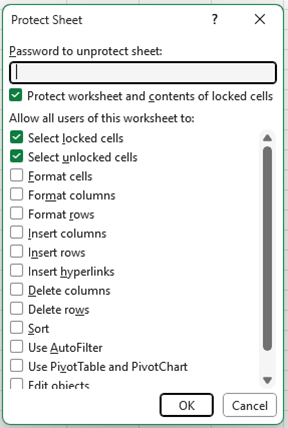 Protect Sheet ?
Password to unprotect sheet:
Protect worksheet and contents of locked cells
Allow all users of this worksheet to:
Select locked cells
Select unlocked cells
Format cells
Format columns
Format rows
Insert columns
Insert rows
Insert hyperlinks
Delete columns
Delete rows
Sort
Use AutoFilter
Use PivotTable and PivotChart
Edit objects
OK Cancel